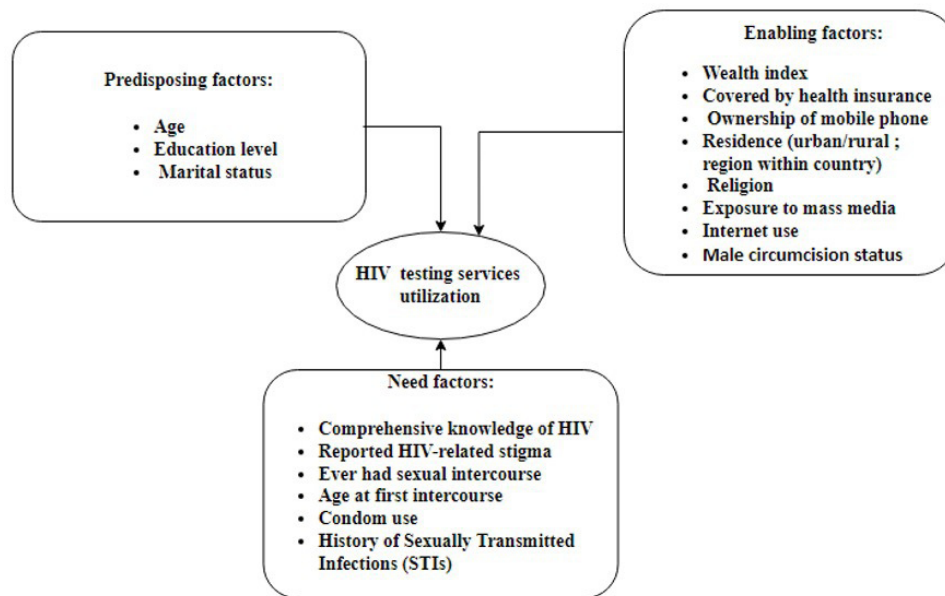 Predisposing factors:
• Age
• Education level
• Marital status
Enabling factors:
• Wealth index
• Covered by health insurance
• Ownership of mobile phone
• Residence (urban/rural ;
region within country)
• Religion
• Exposure to mass media
• Internet use
• Male circumcision status
HIV testing services
utilization
Need factors:
• Comprehensive knowledge of HIV
• Reported HIV-related stigma
• Ever had sexual intercourse
• Age at first intercourse
• Condom use
• History of Sexually Transmitted
Infections (STIs)